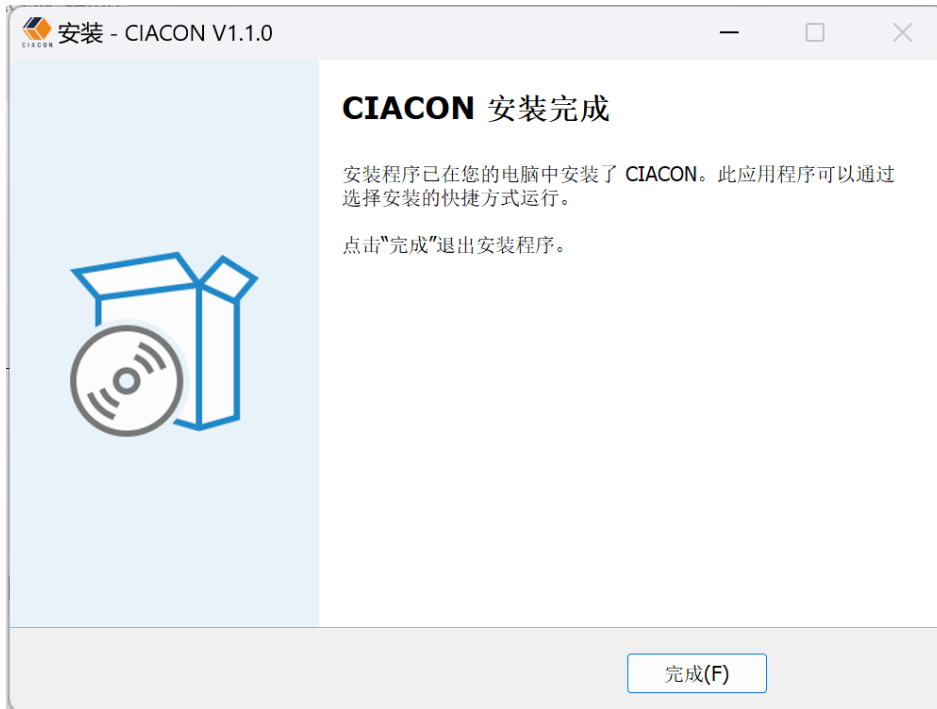 CIACON
安装 - CIACON V1.1.0
CIACON 安装完成
安装程序已在您的电脑中安装了 CIACON。此应用程序可以通过
选择安装的快捷方式运行。
点击“完成”退出安装程序。
完成(F)